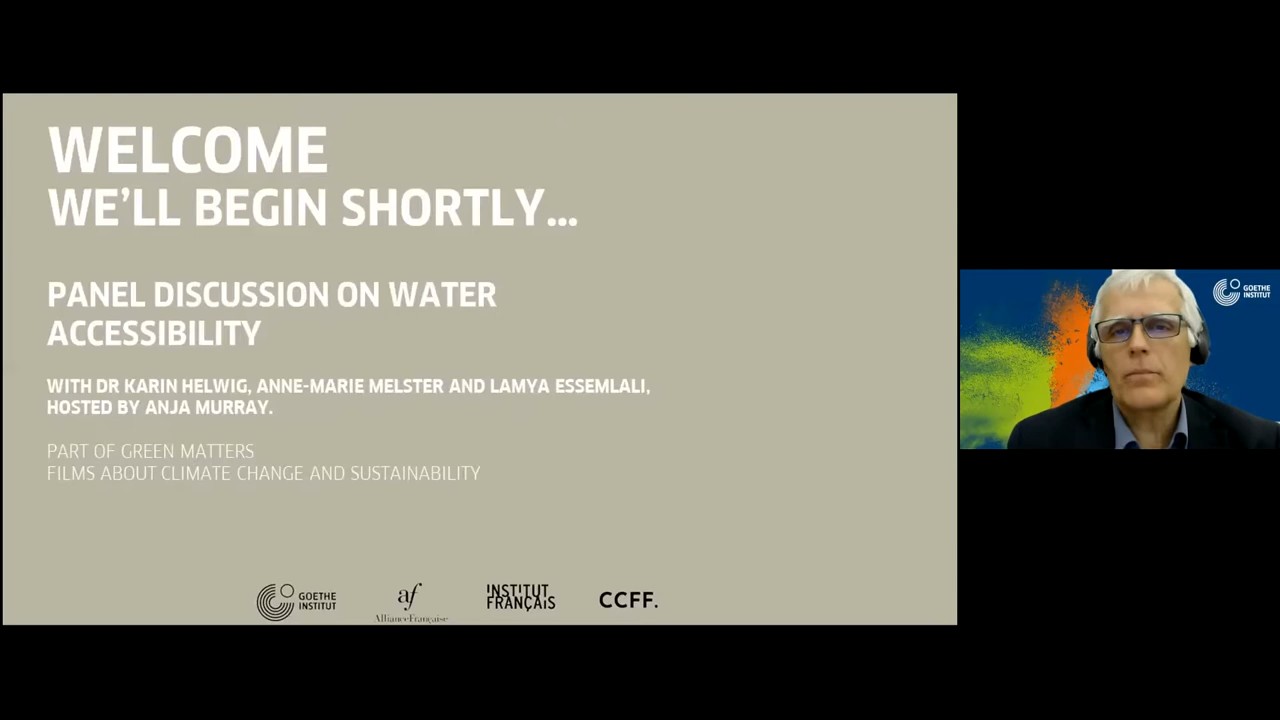 WELCOME
WE'LL BEGIN SHORTLY...
PANEL DISCUSSION ON WATER
ACCESSIBILITY
WITH DR KARIN HELWIG, ANNE-MARIE MELSTER AND LAMYA ESSEMLALI,
HOSTED BY ANJA MURRAY.
PART OF GREEN MATTERS
FILMS ABOUT CLIMATE CHANGE AND SUSTAINABILITY
GOETHE
INSTITUT
af
AllianceFrançaise
INSTITUT
FRANÇAIS
CCFF.
GOETHE
INSTITUT